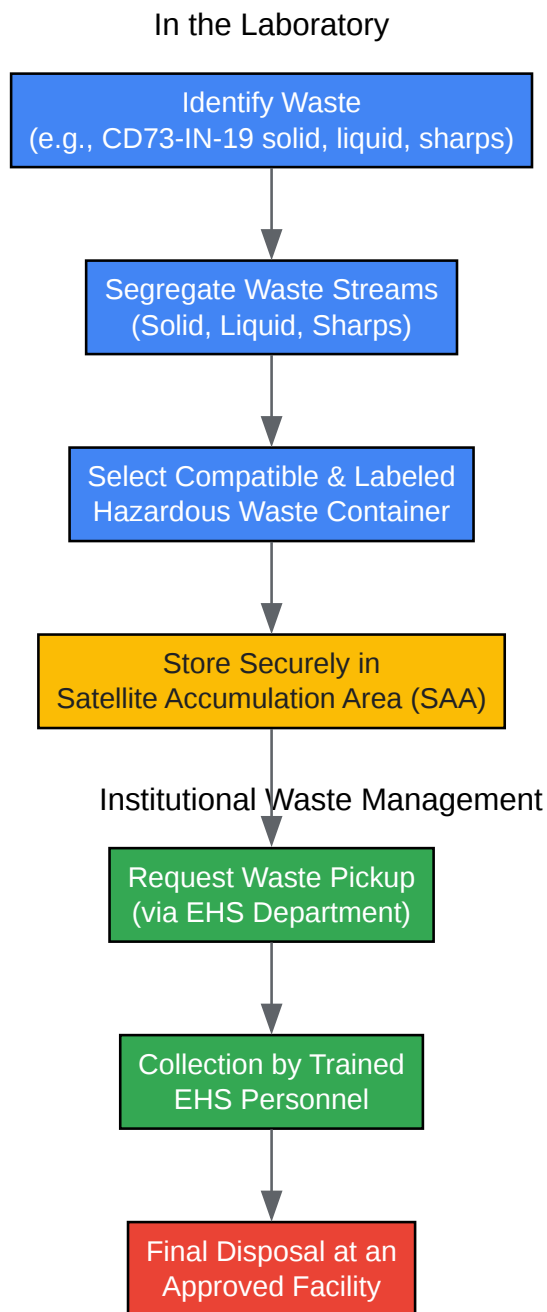 In the Laboratory
Identify Waste
(e.g., CD73-IN-19 solid, liquid, sharps)
Segregate Waste Streams
(Solid, Liquid, Sharps)
Select Compatible & Labeled
Hazardous Waste Container
Store Securely in
Satellite Accumulation Area (SAA)
Institutional Waste Management
Request Waste Pickup
(via EHS Department)
Collection by Trained
EHS Personnel
Final Disposal at an
Approved Facility